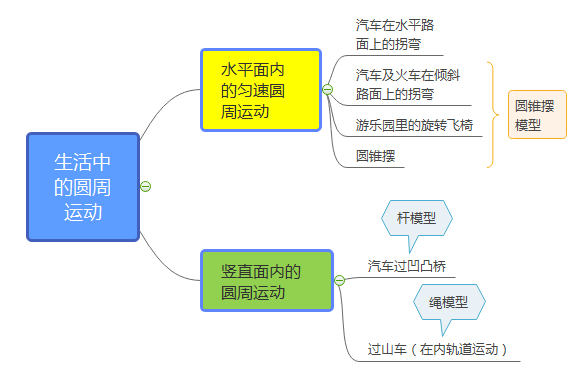 生活中
的圆周
运动
水平面内
的匀速圆
周运动
汽车在水平路
面上的拐弯
汽车及火车在倾斜
路面上的拐弯
游乐园里的旋转飞椅
圆锥摆
圆锥摆
模型
竖直面内的
圆周运动
杆模型
汽车过凹凸桥
绳模型
过山车（在内轨道运动）